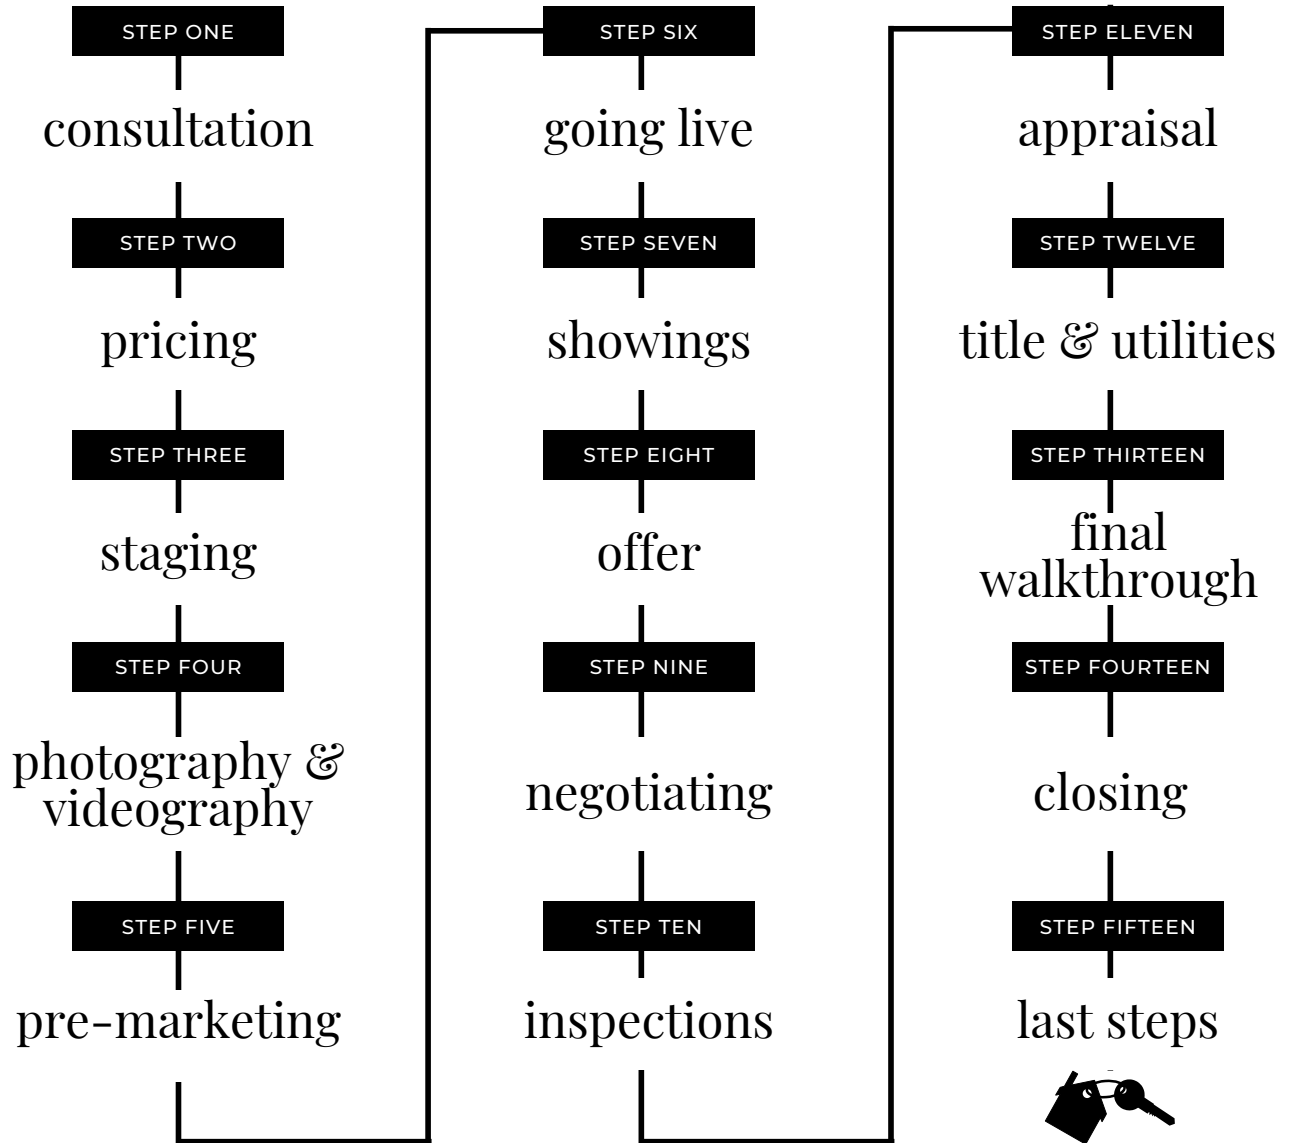 STEP ONE
consultation
STEP TWO
pricing
STEP THREE
staging
STEP FOUR
photography &
videography
STEP FIVE
pre-marketing
STEP SIX
going live
STEP SEVEN
showings
STEP EIGHT
offer
STEP NINE
negotiating
STEP TEN
inspections
STEP ELEVEN
appraisal
STEP TWELVE
title & utilities
STEP THIRTEEN
final
walkthrough
STEP FOURTEEN
closing
STEP FIFTEEN
last steps